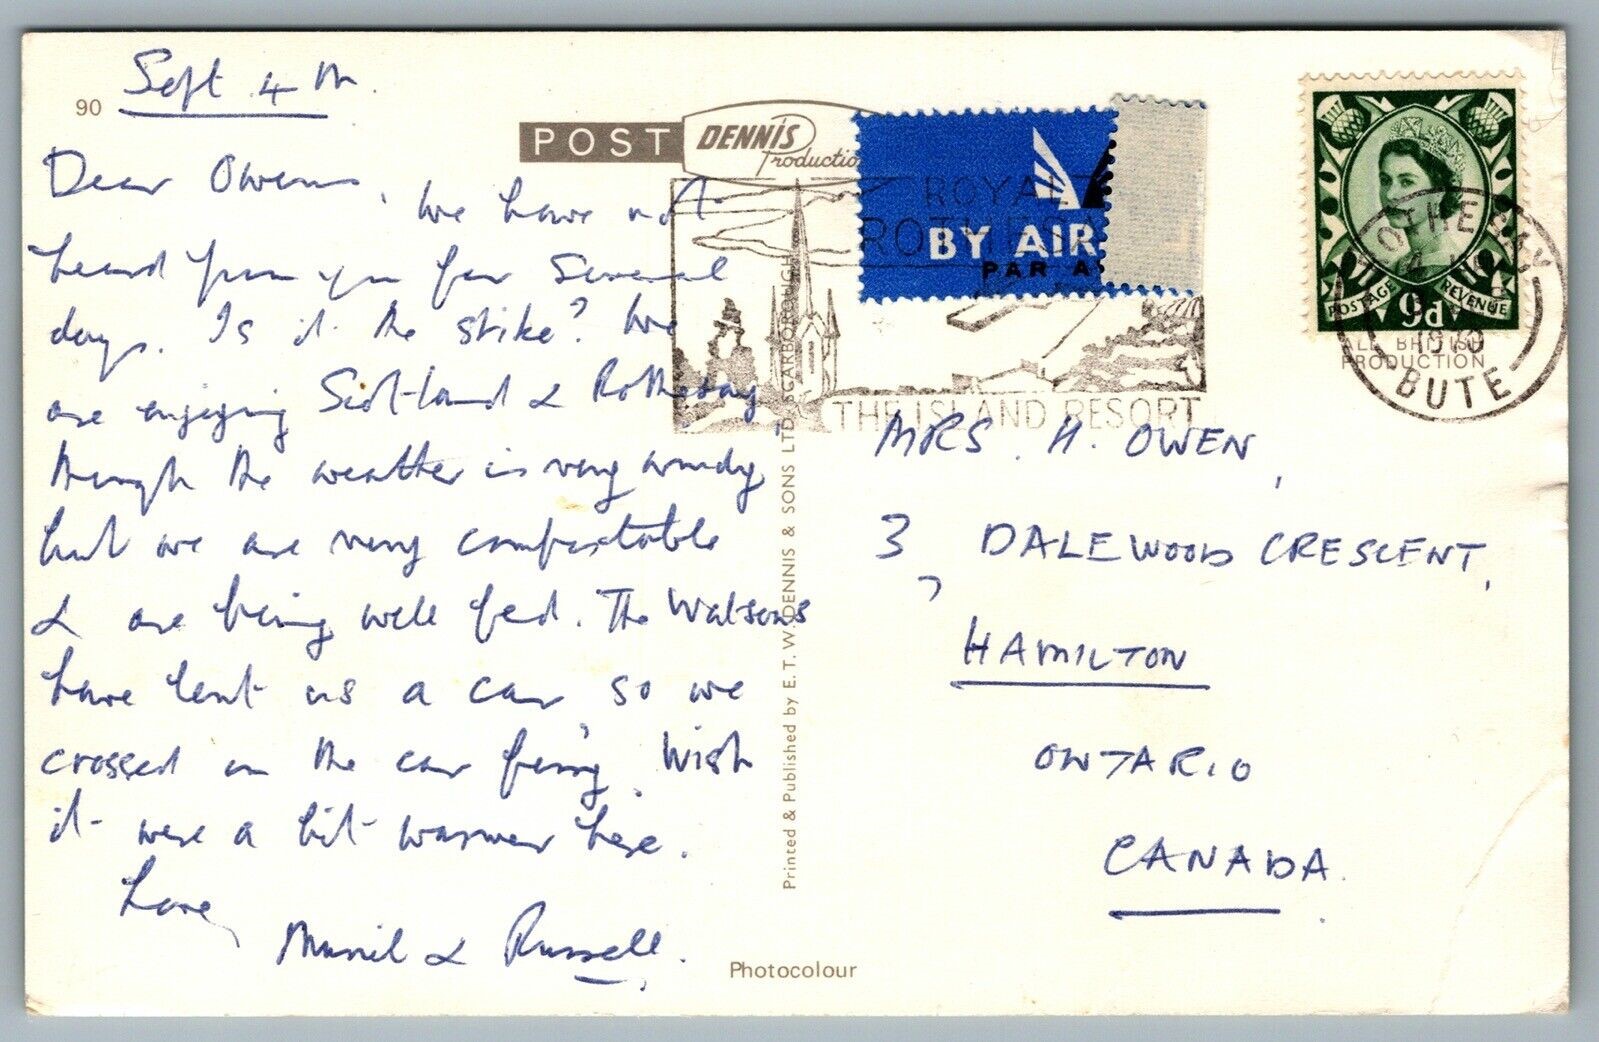 90
Sept 4th.
Dear Owens, We have not
heard from you for several
days. Is it the strike? We
are enjoying Scotland & Rothesay
though the weather is very windy
but we are very comfortable
& are being well fed. The Watsons
have lent us a car so we
crossed on the car ferry. Wish
it were a bit warmer here.
Love,
& Russell.
POST
DENNIS
Productio
ROYAL
ROTHESA
THE ISLAND RESORT
BY AIR
PAR A
POSTAGE REVENUE
9d
ROTHESAY
BUTE
ALL BRITISH
PRODUCTION
MRS. H. OWEN,
3, DALEWOOD CRESCENT,
HAMILTON
ONTARIO
CANADA.
Printed & Published by E. T. W. DENNIS & SONS LTD. SCARBOROUGH
Photocolour